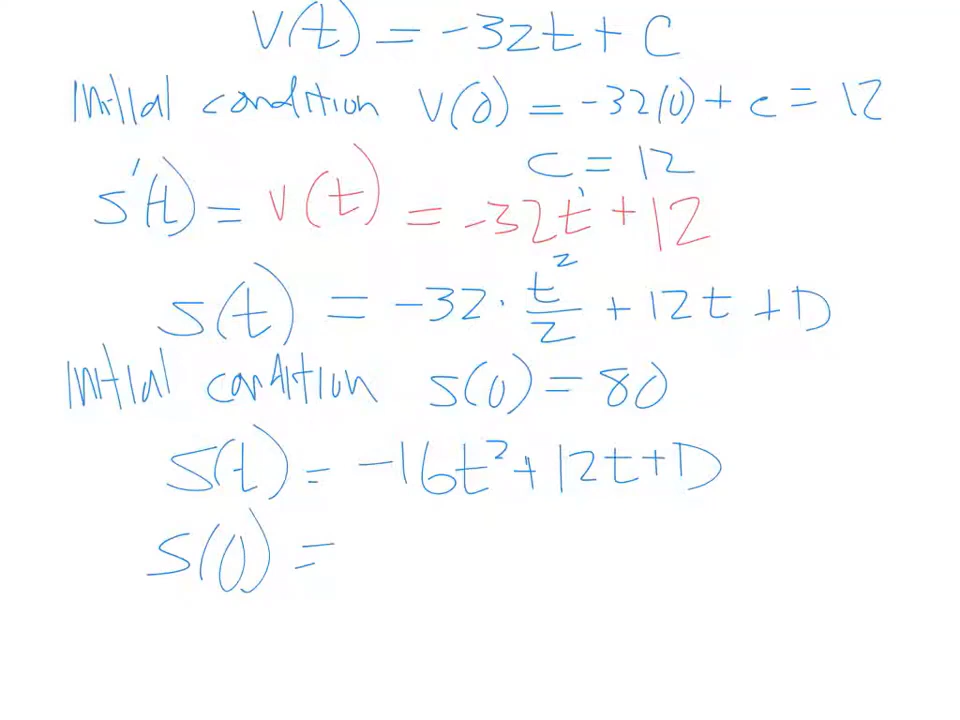 v(t) = -32t + C
Initial condition v(0) = -32(0) + c = 12
c = 12
s'(t) = v(t) = -32t' + 12
s(t) = -32 · t²/2 + 12t + D
Initial condition s(0) = 80
s(t) = -16t² + 12t + D
s(0) =